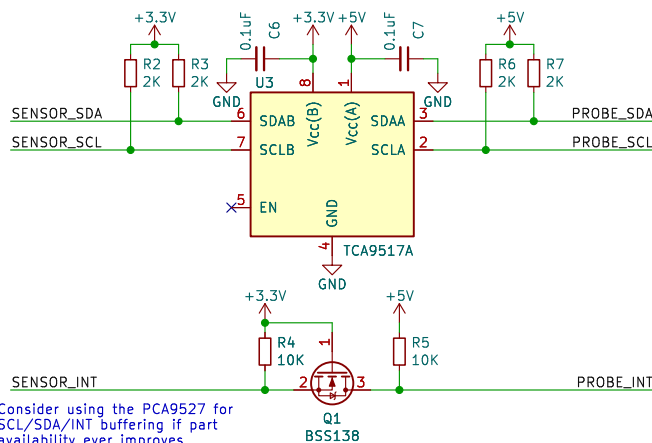 +3.3V
+3.3V
+5V
+5V
0.1uF
C6
0.1uF
C7
R2
2K
R3
2K
R6
2K
R7
2K
GND
GND
U3
8
1
SENSOR_SDA
6
SDAB
Vcc(B)
Vcc(A)
SDAA
3
PROBE_SDA
SENSOR_SCL
7
SCLB
SCLA
2
PROBE_SCL
5
EN
GND
4
TCA9517A
GND
+3.3V
+5V
R4
10K
1
R5
10K
SENSOR_INT
2
3
PROBE_INT
Q1
BSS138
Consider using the PCA9527 for
SCL/SDA/INT buffering if part
availability ever improves